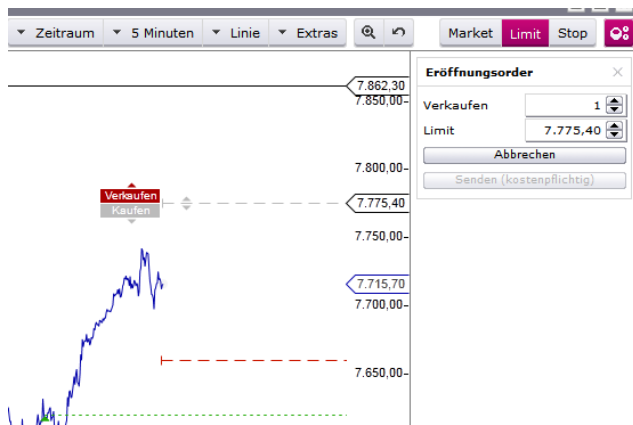 Zeitraum 5 Minuten Linie Extras Market Limit Stop
7.862,30
7.850,00
7.800,00
Verkaufen
Kaufen
7.775,40
7.750,00
7.715,70
7.700,00
7.650,00
Eröffnungsorder
Verkaufen 1
Limit 7.775,40
Abbrechen
Senden (kostenpflichtig)